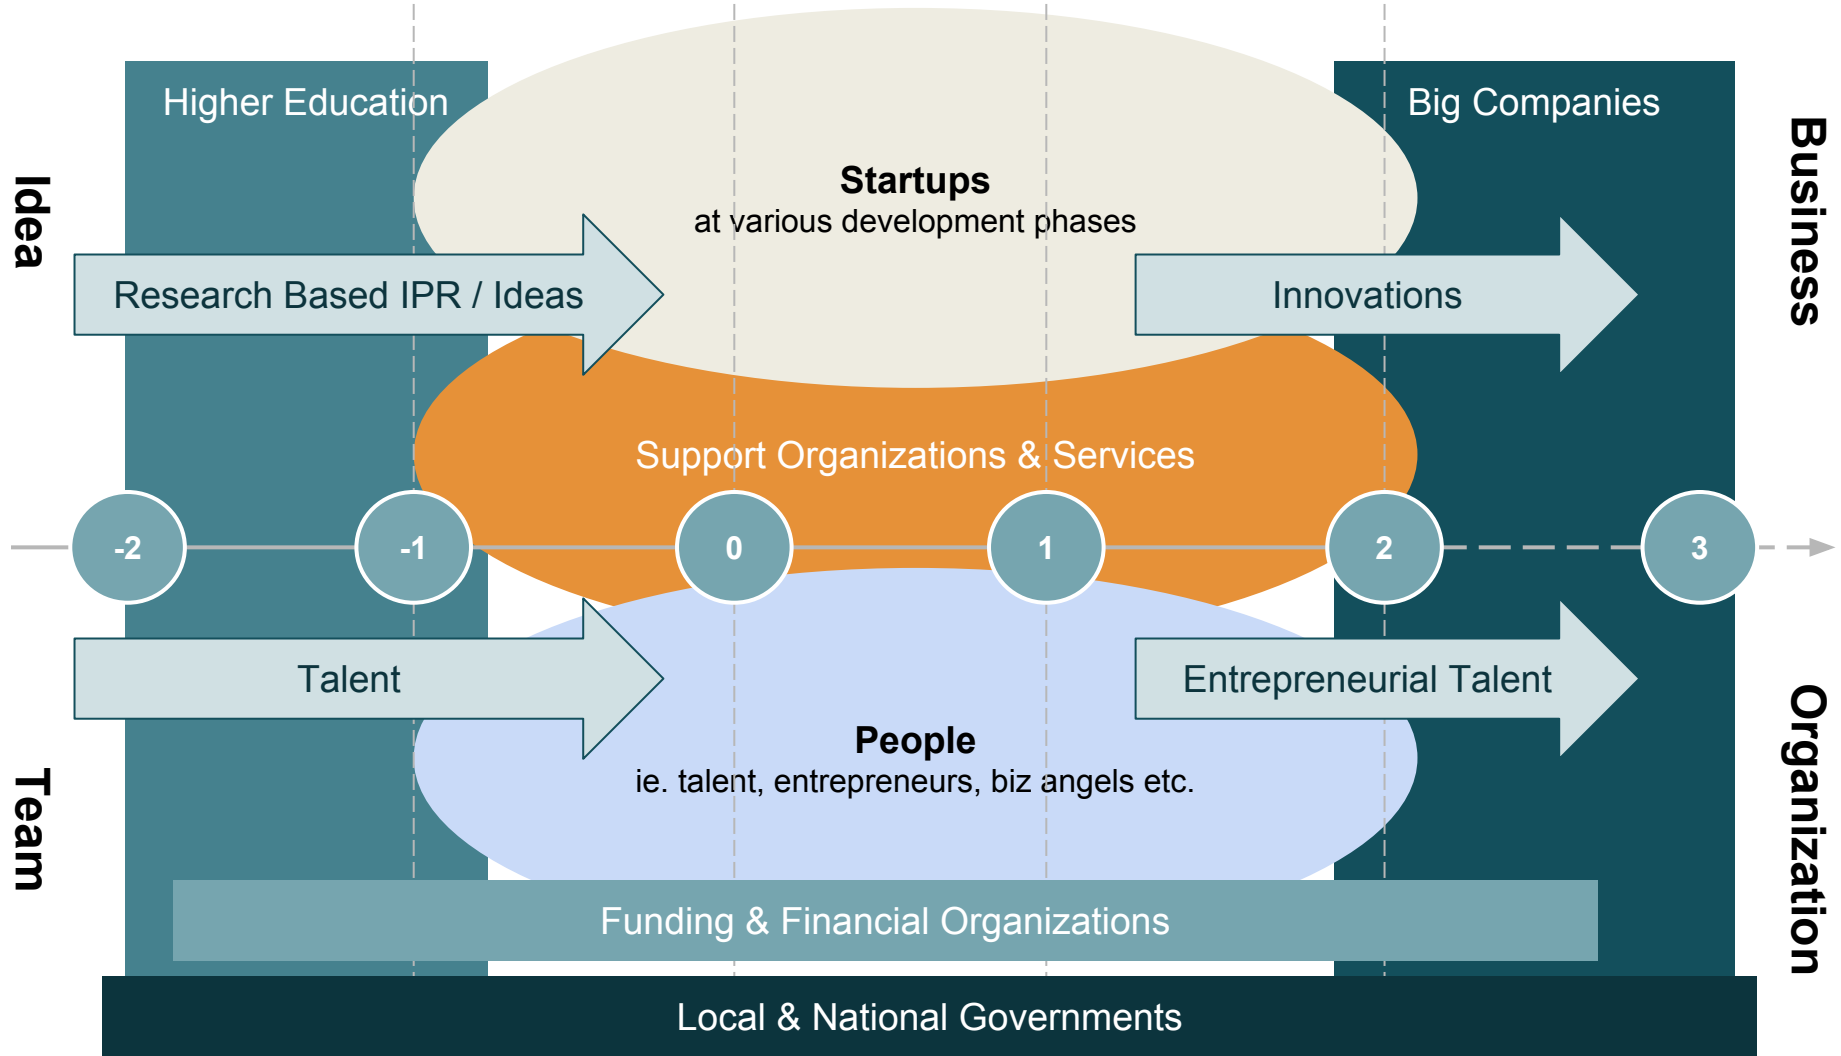 Higher Education
Big Companies
Startups
at various development phases
Idea
Business
Research Based IPR / Ideas
Innovations
Support Organizations & Services
-2
-1
0
1
2
3
Talent
Entrepreneurial Talent
People
ie. talent, entrepreneurs, biz angels etc.
Team
Organization
Funding & Financial Organizations
Local & National Governments